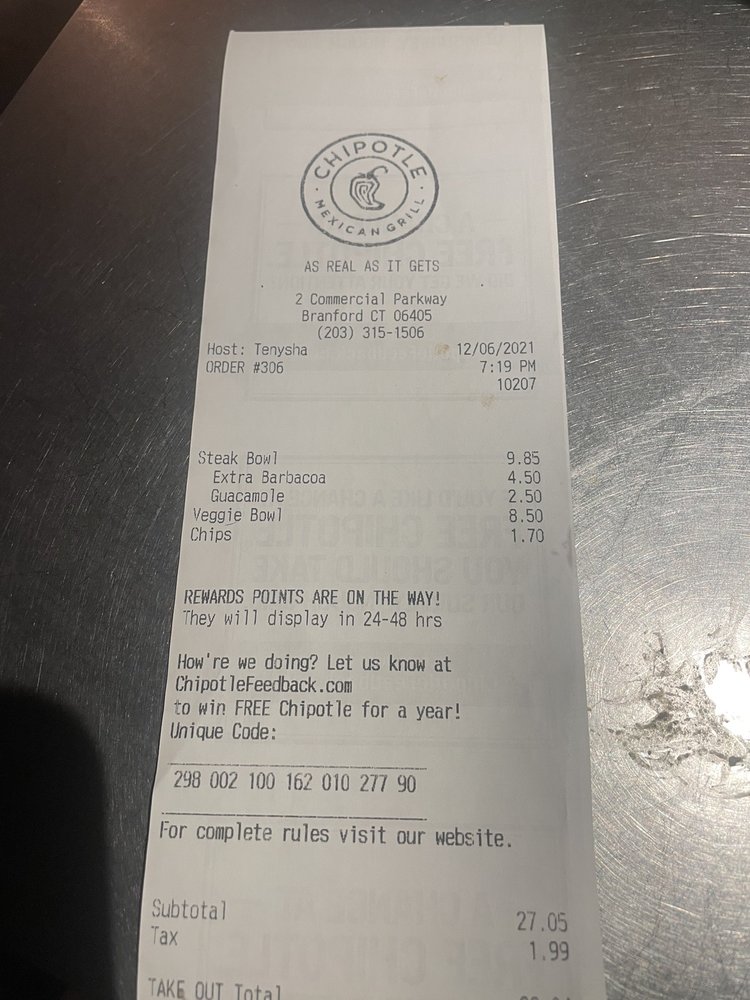 CHIPOTLE
MEXICAN GRILL
AS REAL AS IT GETS
2 Commercial Parkway
Branford CT 06405
(203) 315-1506
Host: Tenysha 12/06/2021
ORDER #306 7:19 PM
10207
Steak Bowl 9.85
Extra Barbacoa 4.50
Guacamole 2.50
Veggie Bowl 8.50
Chips 1.70
REWARDS POINTS ARE ON THE WAY!
They will display in 24-48 hrs
How're we doing? Let us know at
ChipotleFeedback.com
to win FREE Chipotle for a year!
Unique Code:
298 002 100 162 010 277 90
For complete rules visit our website.
Subtotal 27.05
Tax 1.99
TAKE OUT Total